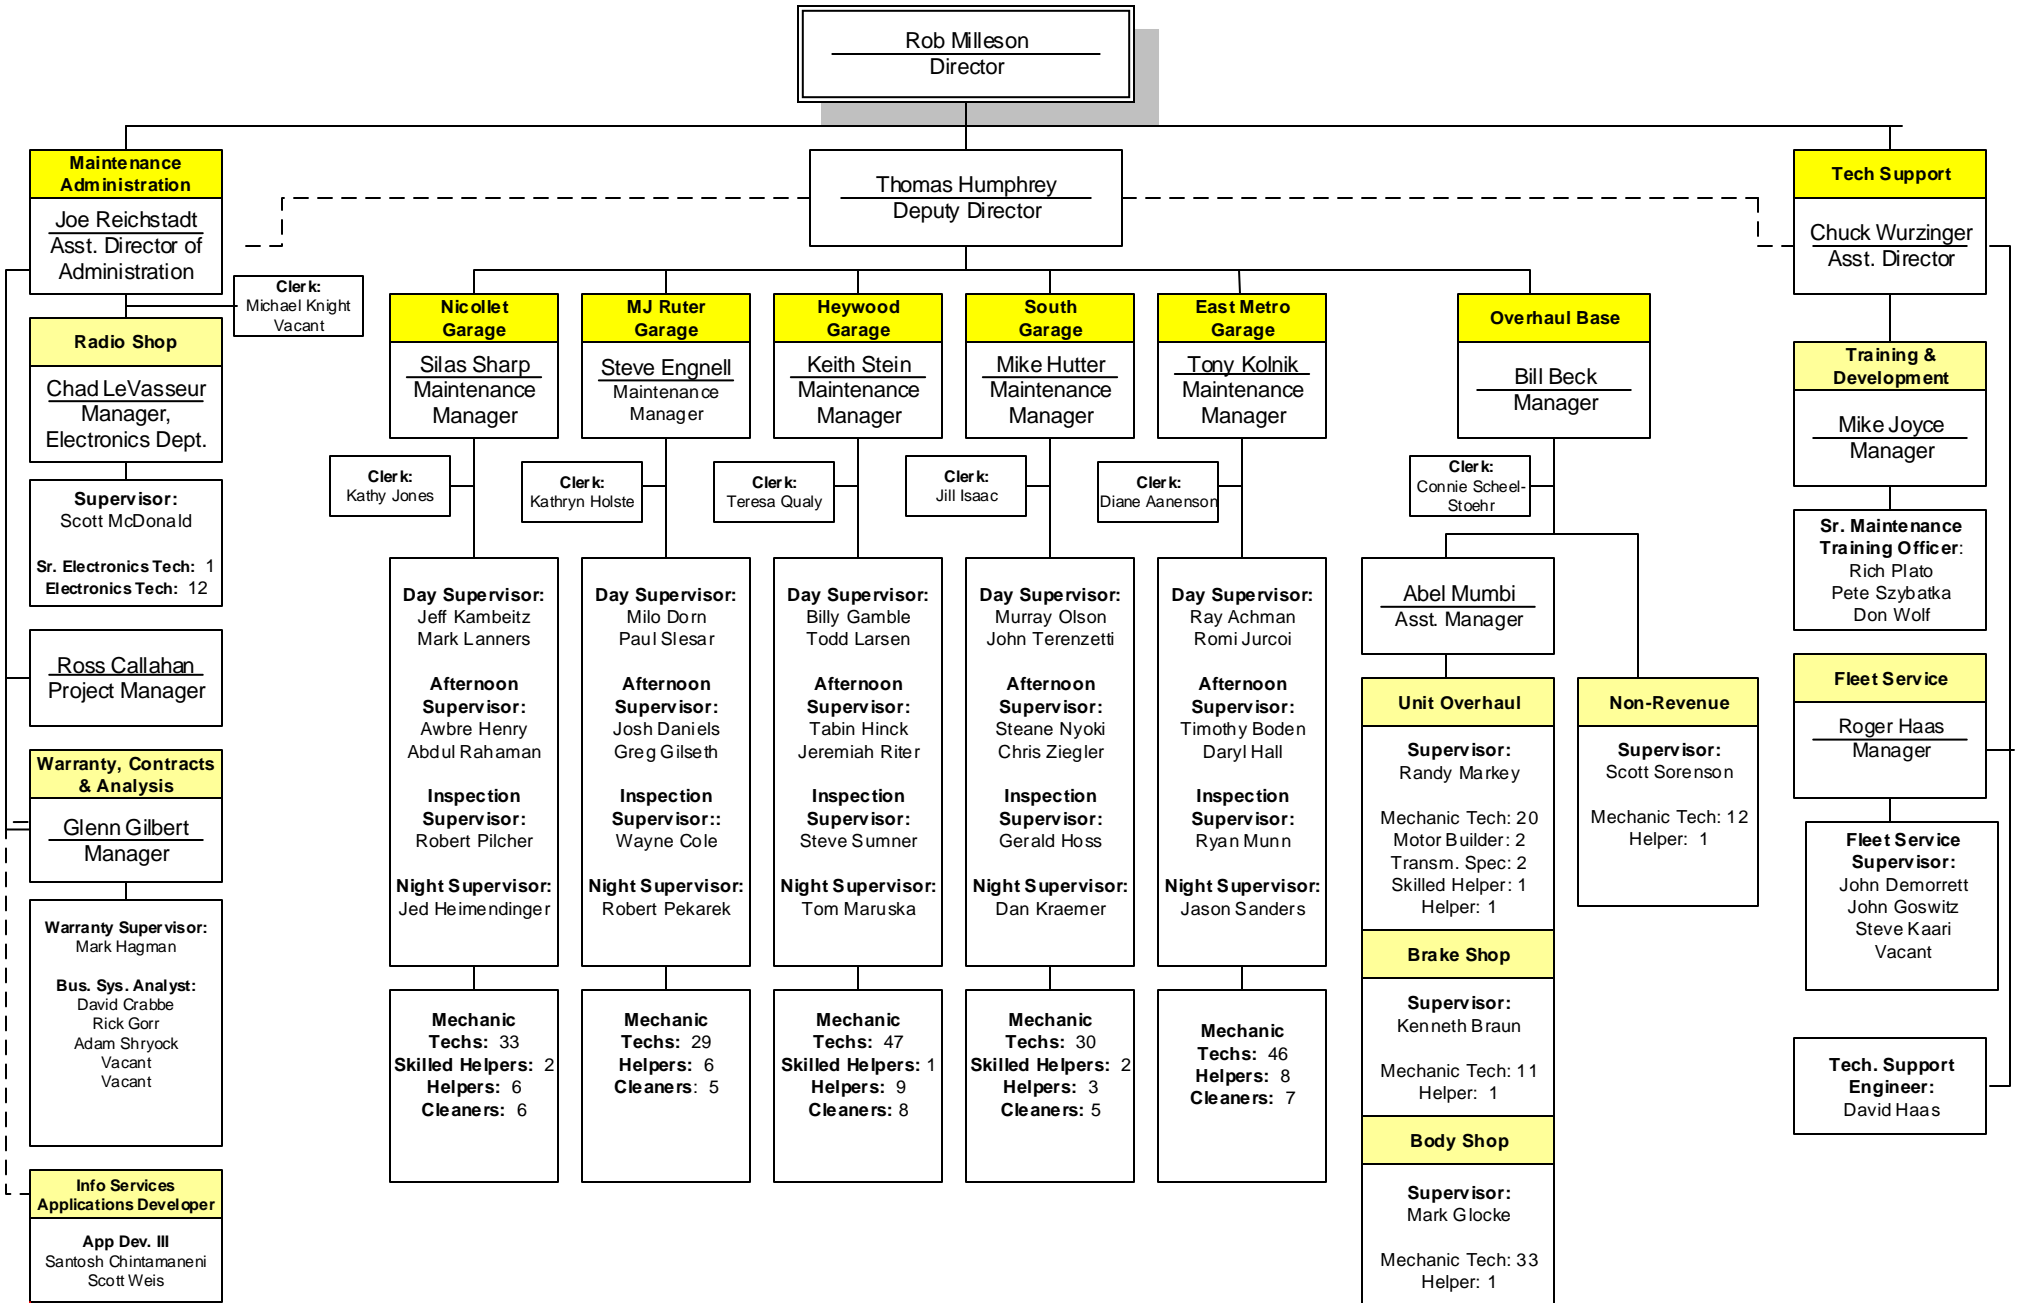 Rob Milleson
Director
Maintenance
Administration
Joe Reichstadt
Asst. Director of
Administration
Thomas Humphrey
Deputy Director
Tech Support
Chuck Wurzinger
Asst. Director
Clerk:
Michael Knight
Vacant
Radio Shop
Chad LeVasseur
Manager,
Electronics Dept.
Supervisor:
Scott McDonald
Sr. Electronics Tech: 1
Electronics Tech: 12
Ross Callahan
Project Manager
Warranty, Contracts
& Analysis
Glenn Gilbert
Manager
Warranty Supervisor:
Mark Hagman
Bus. Sys. Analyst:
David Crabbe
Rick Gorr
Adam Shryock
Vacant
Vacant
Info Services
Applications Developer
App Dev. III
Santosh Chintamaneni
Scott Weis
Nicollet
Garage
Silas Sharp
Maintenance
Manager
Clerk:
Kathy Jones
Day Supervisor:
Jeff Kambeitz
Mark Lanners
Afternoon
Supervisor:
Awbre Henry
Abdul Rahaman
Inspection
Supervisor:
Robert Pilcher
Night Supervisor:
Jed Heimendinger
Mechanic
Techs: 33
Skilled Helpers: 2
Helpers: 6
Cleaners: 6
MJ Ruter
Garage
Steve Engnell
Maintenance
Manager
Clerk:
Kathryn Holste
Day Supervisor:
Milo Dorn
Paul Slesar
Afternoon
Supervisor:
Josh Daniels
Greg Gilseth
Inspection
Supervisor::
Wayne Cole
Night Supervisor:
Robert Pekarek
Mechanic
Techs: 29
Helpers: 6
Cleaners: 5
Heywood
Garage
Keith Stein
Maintenance
Manager
Clerk:
Teresa Qualy
Day Supervisor:
Billy Gamble
Todd Larsen
Afternoon
Supervisor:
Tabin Hinck
Jeremiah Riter
Inspection
Supervisor:
Steve Sumner
Night Supervisor:
Tom Maruska
Mechanic
Techs: 47
Skilled Helpers: 1
Helpers: 9
Cleaners: 8
South
Garage
Mike Hutter
Maintenance
Manager
Clerk:
Jill Isaac
Day Supervisor:
Murray Olson
John Terenzetti
Afternoon
Supervisor:
Steane Nyoki
Chris Ziegler
Inspection
Supervisor:
Gerald Hoss
Night Supervisor:
Dan Kraemer
Mechanic
Techs: 30
Skilled Helpers: 2
Helpers: 3
Cleaners: 5
East Metro
Garage
Tony Kolnik
Maintenance
Manager
Clerk:
Diane Aanenson
Day Supervisor:
Ray Achman
Romi Jurcoi
Afternoon
Supervisor:
Timothy Boden
Daryl Hall
Inspection
Supervisor:
Ryan Munn
Night Supervisor:
Jason Sanders
Mechanic
Techs: 46
Helpers: 8
Cleaners: 7
Overhaul Base
Bill Beck
Manager
Clerk:
Connie Scheel-
Stoehr
Abel Mumbi
Asst. Manager
Unit Overhaul
Supervisor:
Randy Markey
Mechanic Tech: 20
Motor Builder: 2
Transm. Spec: 2
Skilled Helper: 1
Helper: 1
Brake Shop
Supervisor:
Kenneth Braun
Mechanic Tech: 11
Helper: 1
Body Shop
Supervisor:
Mark Glocke
Mechanic Tech: 33
Helper: 1
Non-Revenue
Supervisor:
Scott Sorenson
Mechanic Tech: 12
Helper: 1
Training &
Development
Mike Joyce
Manager
Sr. Maintenance
Training Officer:
Rich Plato
Pete Szybatka
Don Wolf
Fleet Service
Roger Haas
Manager
Fleet Service
Supervisor:
John Demorrett
John Goswitz
Steve Kaari
Vacant
Tech. Support
Engineer:
David Haas